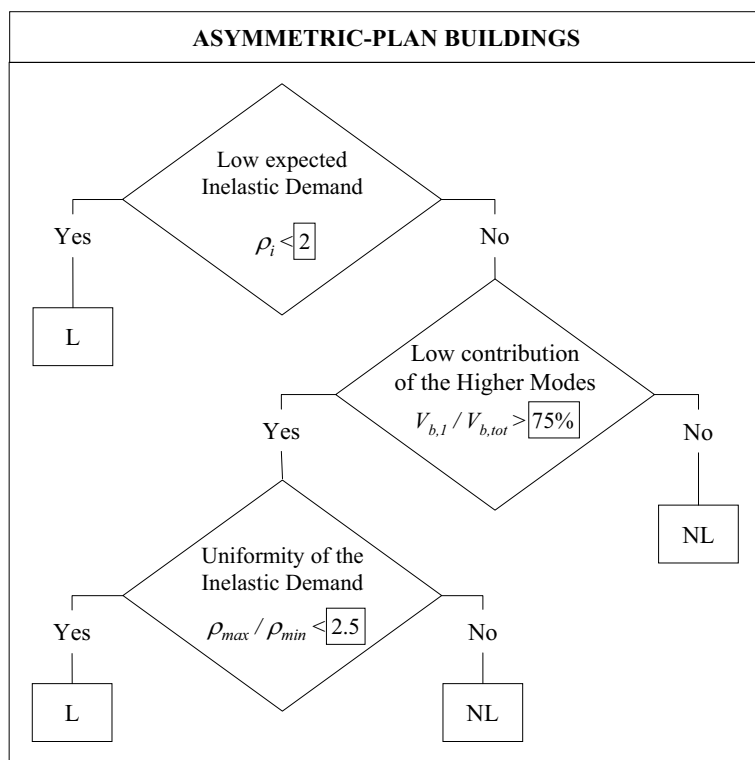 ASYMMETRIC-PLAN BUILDINGS
Low expected
Inelastic Demand
ρi < 2
Yes
No
L
Low contribution
of the Higher Modes
Vb,1 / Vb,tot > 75%
Yes
No
NL
Uniformity of the
Inelastic Demand
ρmax / ρmin < 2.5
Yes
No
L
NL